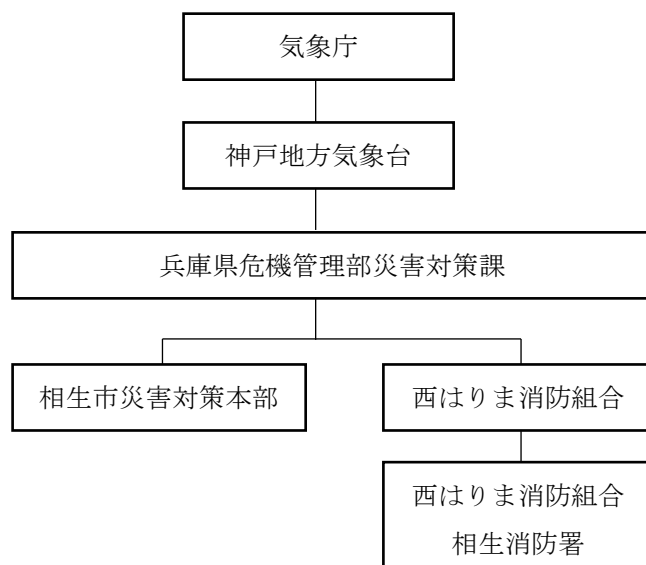 気象庁
神戸地方気象台
兵庫県危機管理部災害対策課
相生市災害対策本部
西はりま消防組合
西はりま消防組合
相生消防署